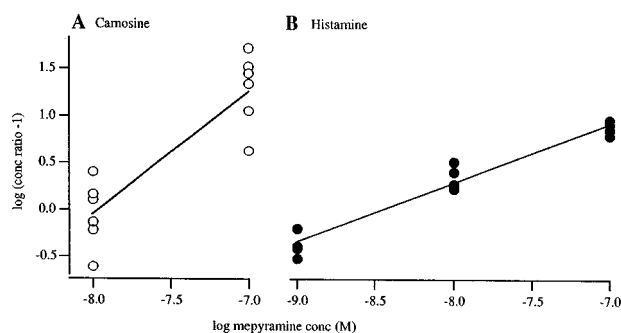 A Carnosine
B Histamine
log (conc ratio -1)
1.5
1.0
0.5
0.0
-0.5
-8.0 -7.5 -7.0
-9.0 -8.5 -8.0 -7.5 -7.0
log mepyramine conc (M)